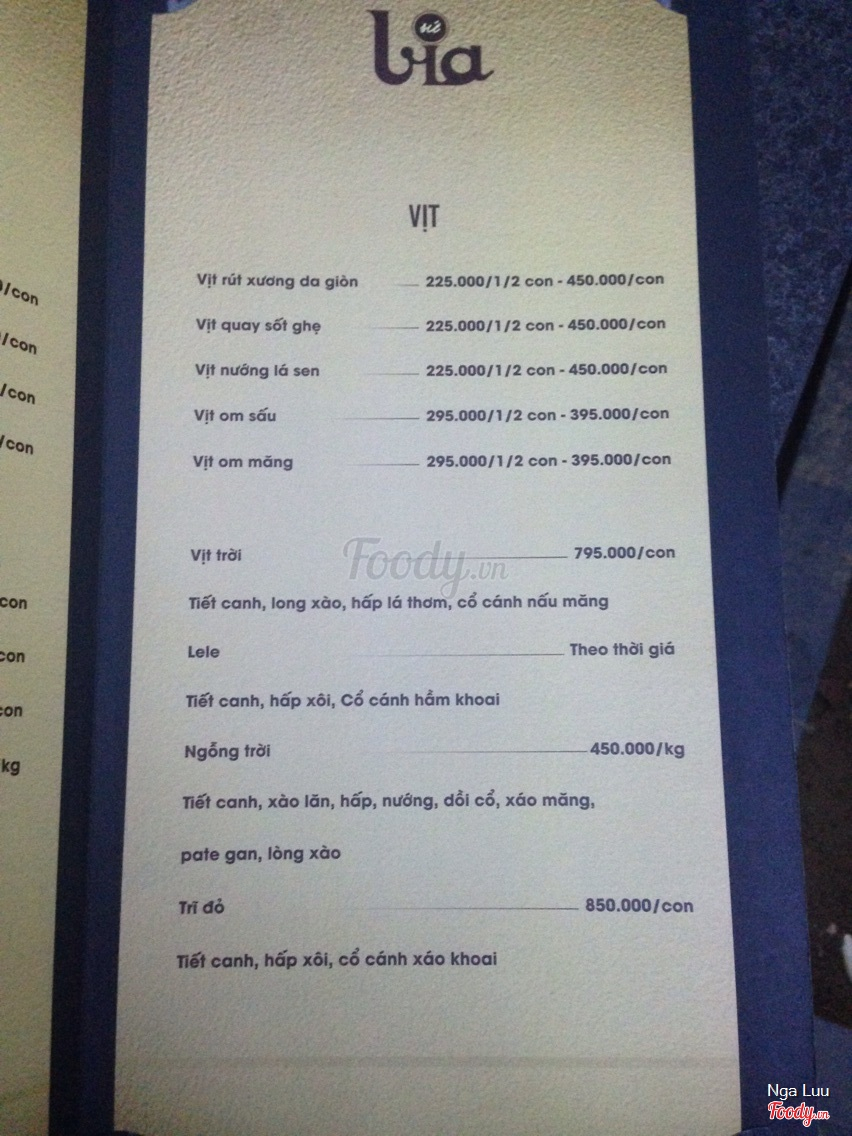 sứ
bia
VỊT
Vịt rút xương da giòn 225.000/1/2 con - 450.000/con
Vịt quay sốt ghẹ 225.000/1/2 con - 450.000/con
Vịt nướng lá sen 225.000/1/2 con - 450.000/con
Vịt om sấu 295.000/1/2 con - 395.000/con
Vịt om măng 295.000/1/2 con - 395.000/con
Vịt trời 795.000/con
Foody.vn
Tiết canh, long xào, hấp lá thơm, cổ cánh nấu măng
Lele Theo thời giá
Tiết canh, hấp xôi, Cổ cánh hầm khoai
Ngỗng trời 450.000/kg
Tiết canh, xào lăn, hấp, nướng, dồi cổ, xáo măng,
pate gan, lòng xào
Trĩ đỏ 850.000/con
Tiết canh, hấp xôi, cổ cánh xáo khoai
/con
/con
/con
/con
con
con
con
kg
Nga Luu
Foody.vn